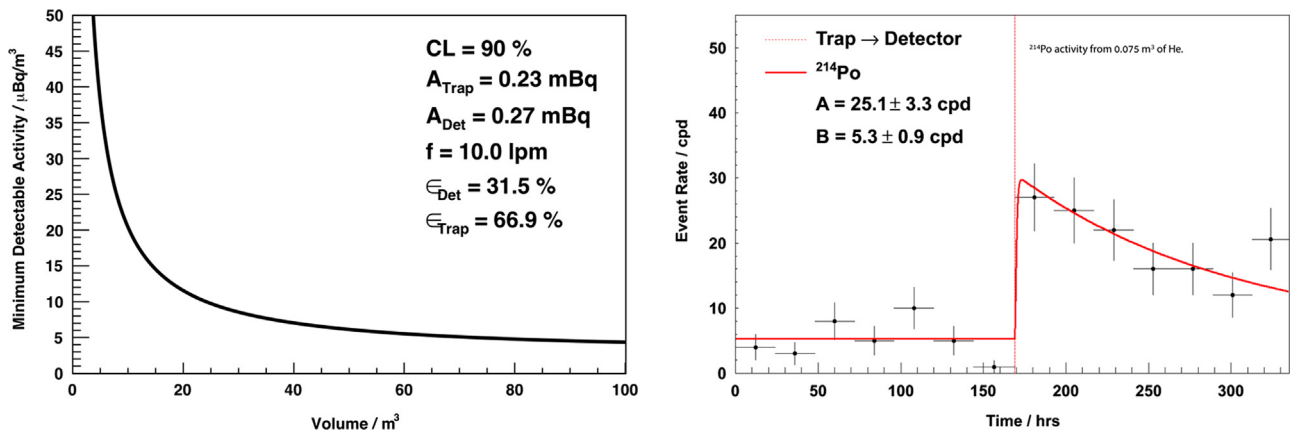 50
45
40
35
30
25
20
15
10
5
0
Minimum Detectable Activity / μBq/m³
CL = 90 %
A_Trap = 0.23 mBq
A_Det = 0.27 mBq
f = 10.0 lpm
∈_Det = 31.5 %
∈_Trap = 66.9 %
0 20 40 60 80 100
Volume / m³
50
40
30
20
10
0
Event Rate / cpd
Trap → Detector
²¹⁴Po
A = 25.1 ± 3.3 cpd
B = 5.3 ± 0.9 cpd
²¹⁴Po activity from 0.075 m³ of He.
0 50 100 150 200 250 300
Time / hrs